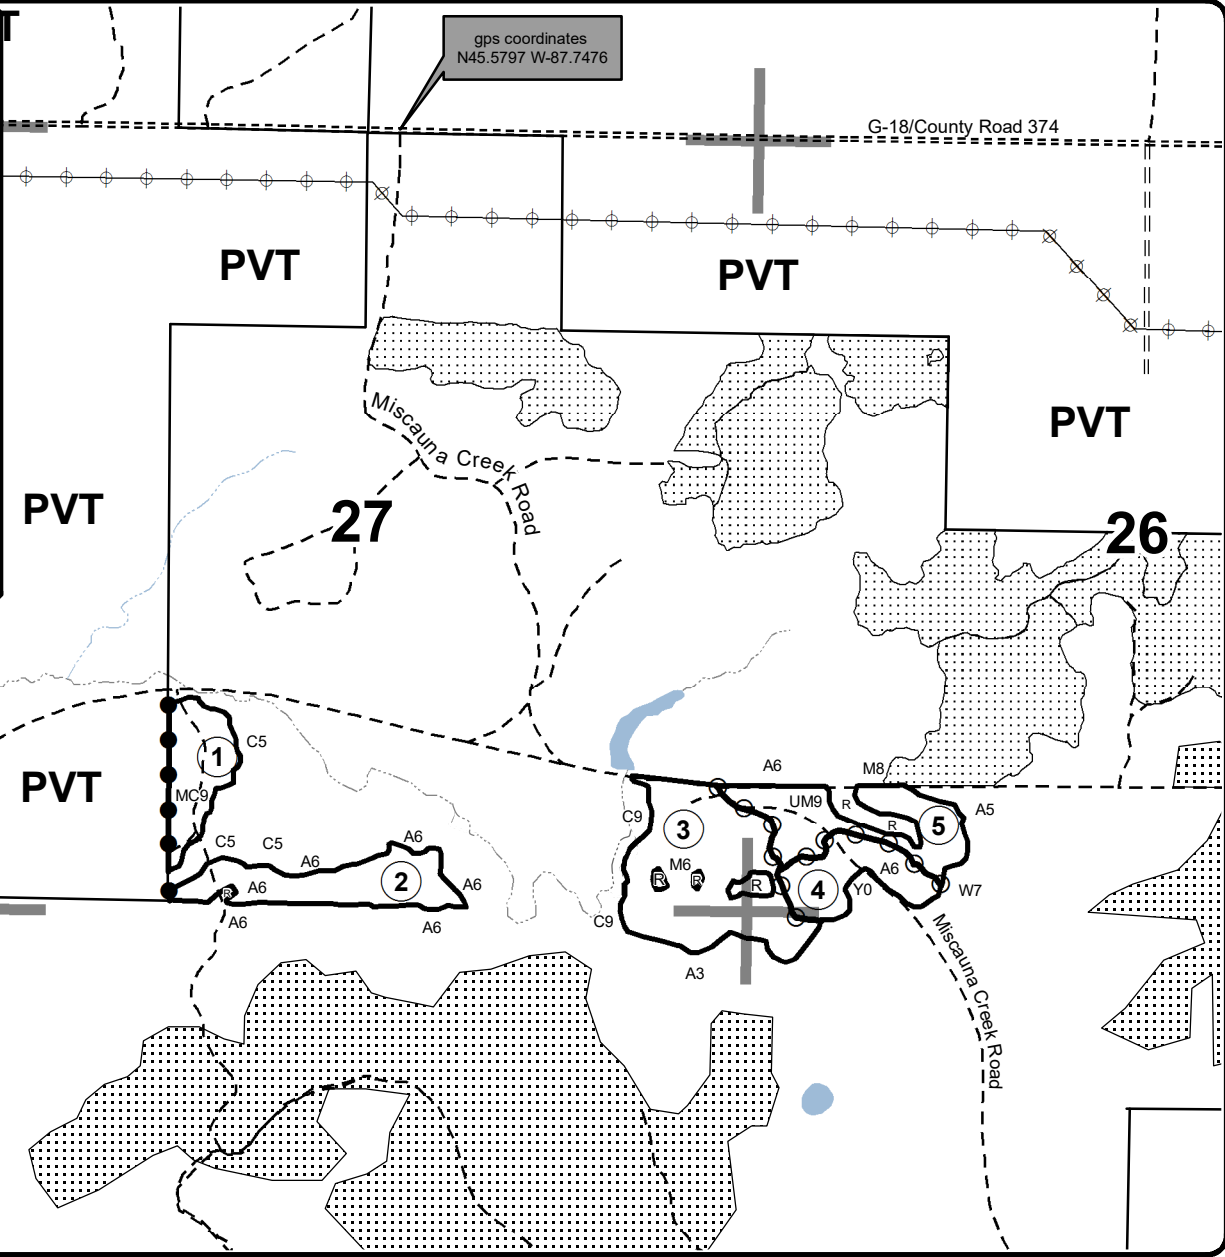 T
gps coordinates
N45.5797 W-87.7476
G-18/County Road 374
PVT
PVT
Miscauna Creek Road
PVT
PVT
27
26
1
C5
PVT
MC9
A6
M8
UM9
R
A5
C9
3
R
5
C5
C5
A6
A6
M6
A6
2
A6
R
A6
R
R
R
4
Y0
W7
A6
A6
C9
A3
Miscauna Creek Road